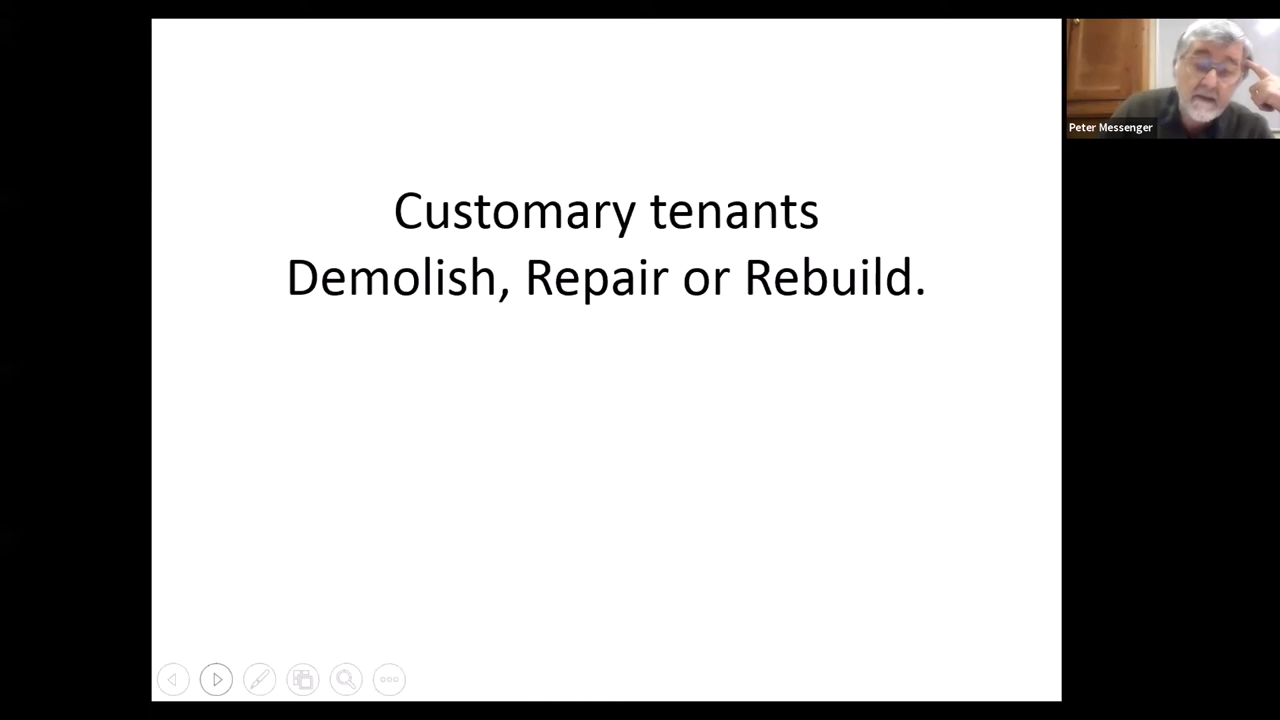 Customary tenants
Demolish, Repair or Rebuild.
Peter Messenger